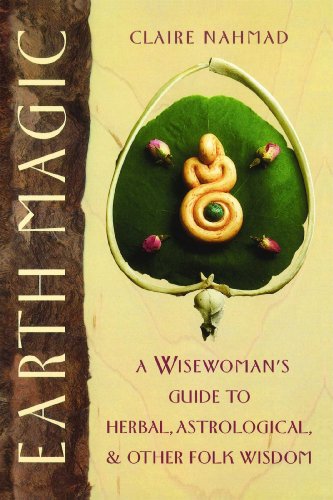 CLAIRE NAHMAD
EARTH MAGIC
A WISEWOMAN'S
GUIDE TO
HERBAL, ASTROLOGICAL,
& OTHER FOLK WISDOM